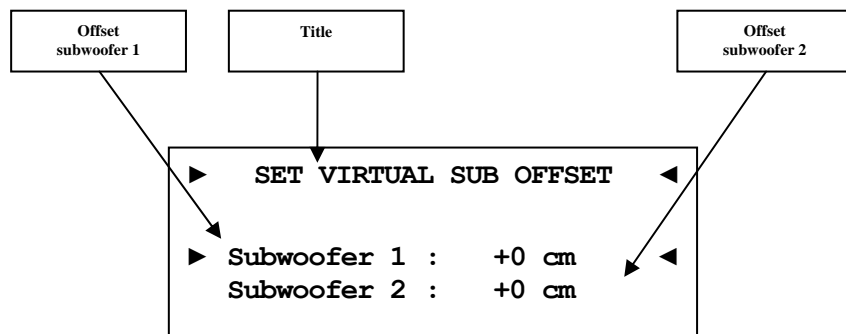 Offset
subwoofer 1
Title
Offset
subwoofer 2
► SET VIRTUAL SUB OFFSET ◄
► Subwoofer 1 : +0 cm ◄
Subwoofer 2 : +0 cm